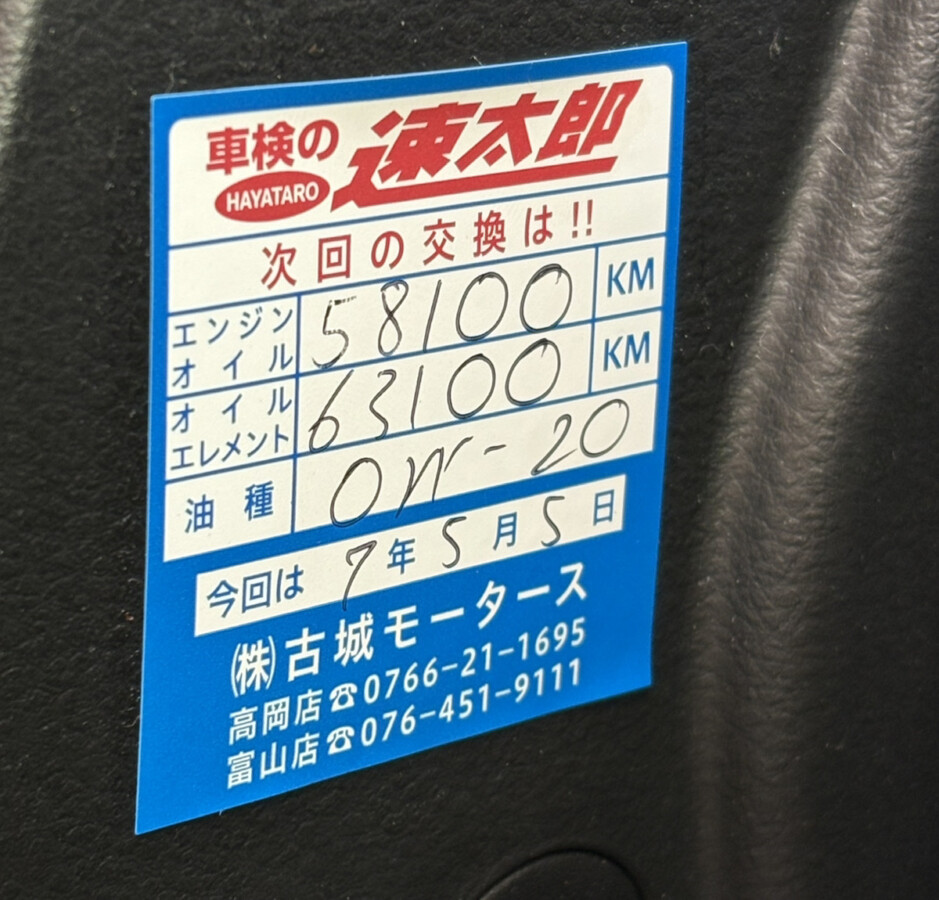 車検の 速太郎
HAYATARO
次回の交換は!!
エンジンオイル 58100 KM
オイルエレメント 63100 KM
油種 0W-20
今回は 7年5月5日
㈱古城モータース
高岡店☎0766-21-1695
富山店☎076-451-9111